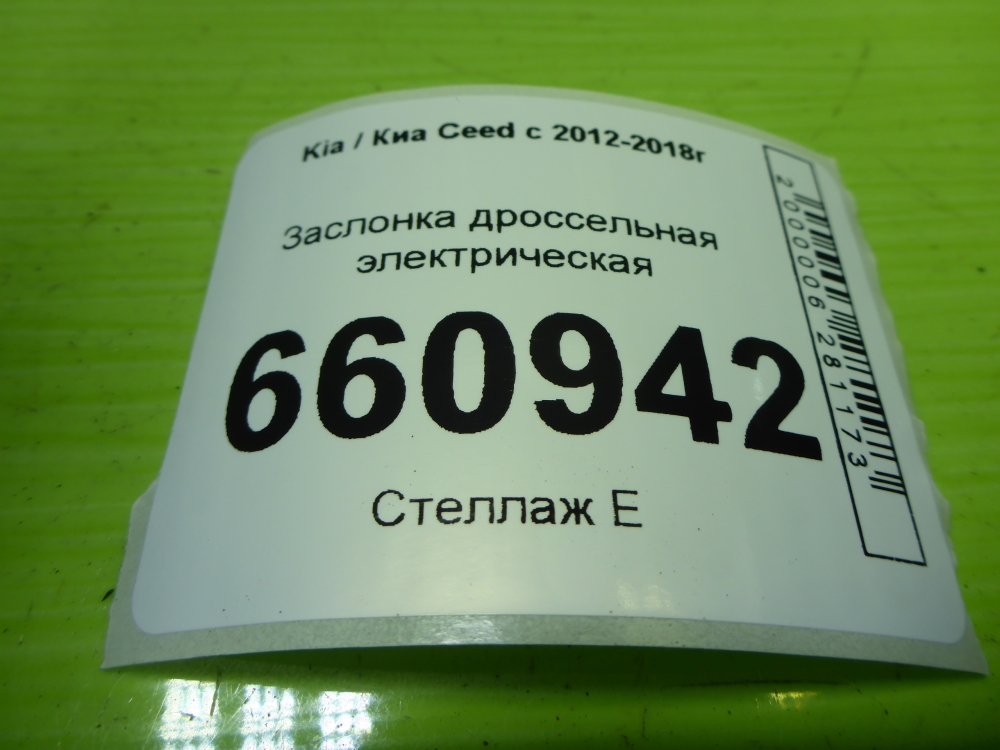 Kia / Киа Ceed с 2012-2018г
Заслонка дроссельная
электрическая
660942
Стеллаж Е
2000006281173